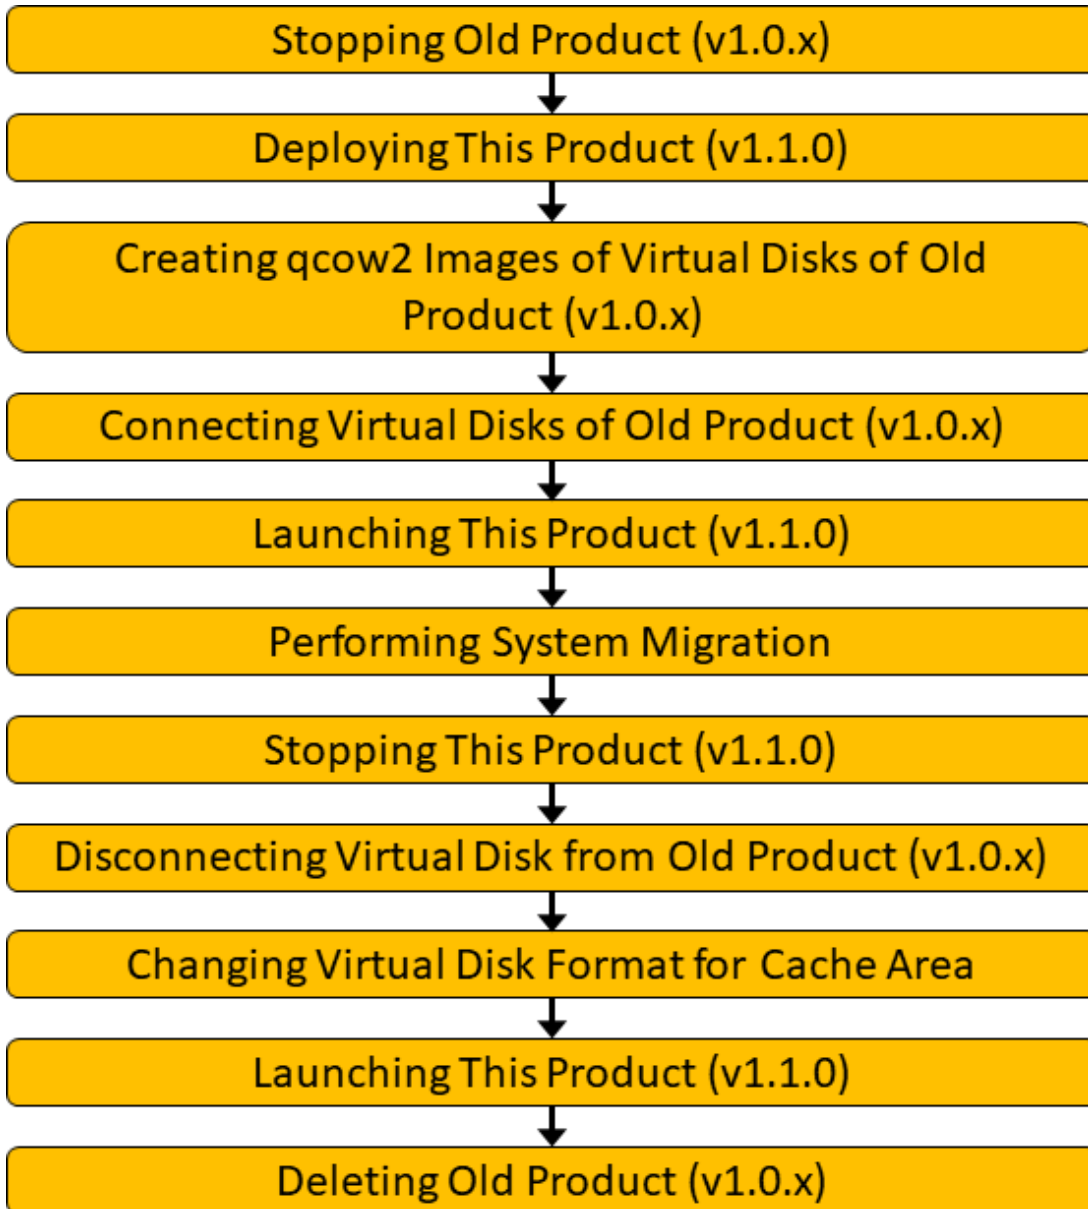 Stopping Old Product (v1.0.x)
Deploying This Product (v1.1.0)
Creating qcow2 Images of Virtual Disks of Old
Product (v1.0.x)
Connecting Virtual Disks of Old Product (v1.0.x)
Launching This Product (v1.1.0)
Performing System Migration
Stopping This Product (v1.1.0)
Disconnecting Virtual Disk from Old Product (v1.0.x)
Changing Virtual Disk Format for Cache Area
Launching This Product (v1.1.0)
Deleting Old Product (v1.0.x)